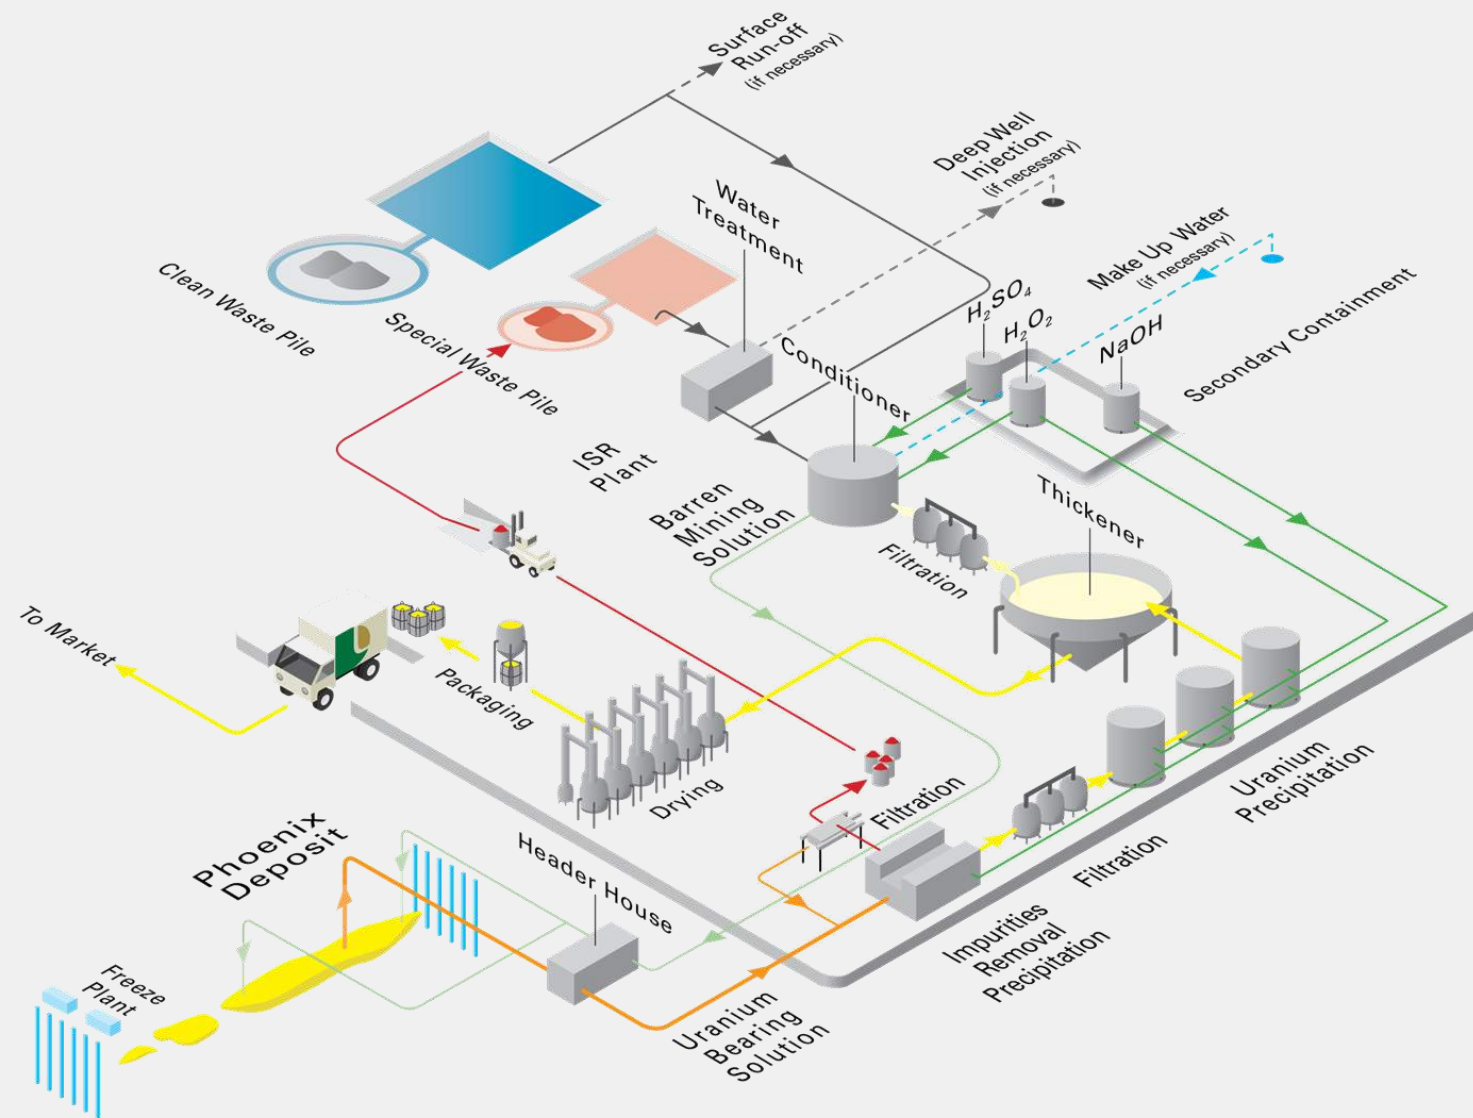 Surface
Run-off
(if necessary)
Deep Well
Injection
(if necessary)
Water
Treatment
Make Up Water
(if necessary)
Clean Waste Pile
Special Waste Pile
H₂SO₄
H₂O₂
NaOH
Secondary Containment
Conditioner
ISR
Plant
Barren
Mining
Solution
Filtration
Thickener
To Market
Packaging
Drying
Filtration
Uranium
Precipitation
Filtration
Impurities
Removal
Precipitation
Phoenix
Deposit
Header House
Freeze
Plant
Uranium
Bearing
Solution